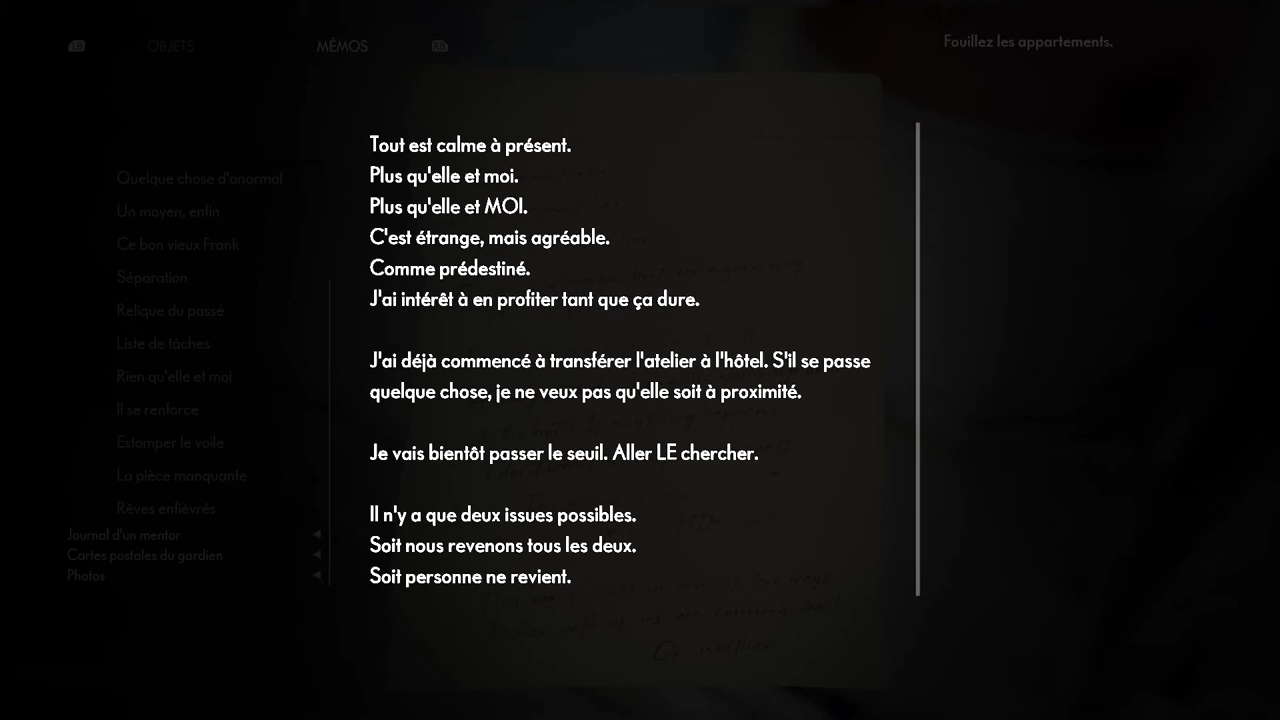 LB
OBJETS
MÉMOS
RB
Fouillez les appartements.
Quelque chose d'anormal
Un moyen, enfin
Ce bon vieux Frank
Séparation
Relique du passé
Liste de tâches
Rien qu'elle et moi
Il se renforce
Estomper le voile
La pièce manquante
Rêves enfiévrés
Journal d'un mentor
Cartes postales du gardien
Photos
Tout est calme à présent.
Plus qu'elle et moi.
Plus qu'elle et MOI.
C'est étrange, mais agréable.
Comme prédestiné.
J'ai intérêt à en profiter tant que ça dure.
J'ai déjà commencé à transférer l'atelier à l'hôtel. S'il se passe
quelque chose, je ne veux pas qu'elle soit à proximité.
Je vais bientôt passer le seuil. Aller LE chercher.
Il n'y a que deux issues possibles.
Soit nous revenons tous les deux.
Soit personne ne revient.